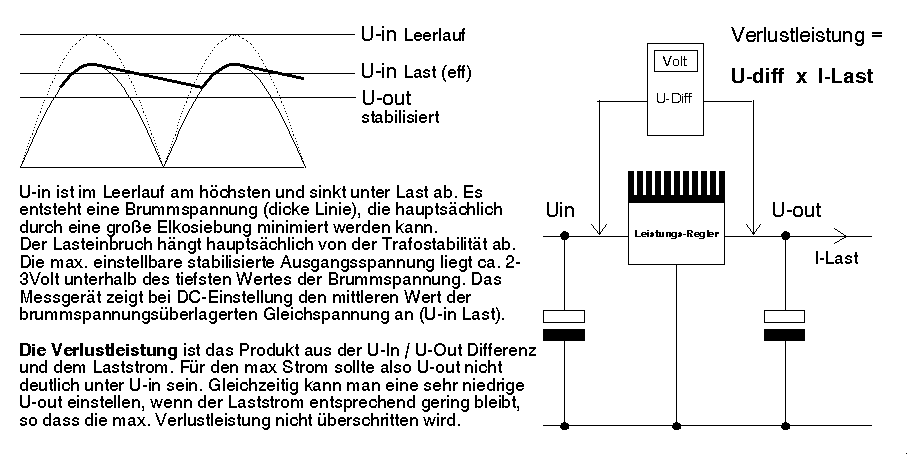 U-in Leerlauf
U-in Last (eff)
U-out
stabilisiert
Verlustleistung =
U-diff x I-Last
Volt
U-Diff
Uin
U-out
Leistungs-Regler
I-Last
U-in ist im Leerlauf am höchsten und sinkt unter Last ab. Es
entsteht eine Brummspannung (dicke Linie), die hauptsächlich
durch eine große Elkosiebung minimiert werden kann.
Der Lasteinbruch hängt hauptsächlich von der Trafostabilität ab.
Die max. einstellbare stabilisierte Ausgangsspannung liegt ca. 2-
3Volt unterhalb des tiefsten Wertes der Brummspannung. Das
Messgerät zeigt bei DC-Einstellung den mittleren Wert der
brummspannungsüberlagerten Gleichspannung an (U-in Last).
Die Verlustleistung ist das Produkt aus der U-In / U-Out Differenz
und dem Laststrom. Für den max Strom sollte also U-out nicht
deutlich unter U-in sein. Gleichzeitig kann man eine sehr niedrige
U-out einstellen, wenn der Laststrom entsprechend gering bleibt,
so dass die max. Verlustleistung nicht überschritten wird.